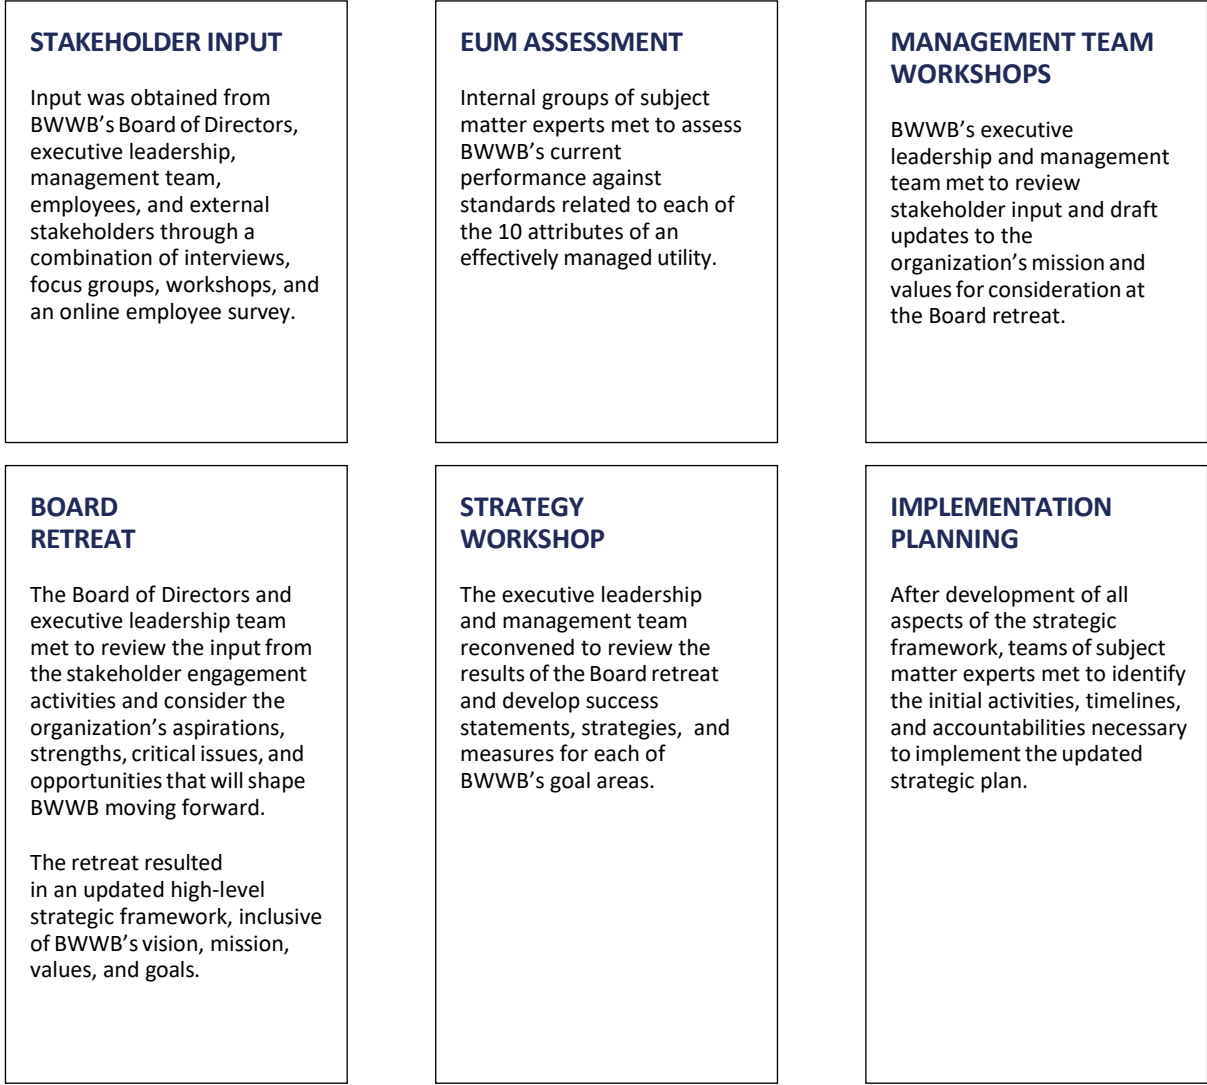 STAKEHOLDER INPUT
Input was obtained from
BWWB's Board of Directors,
executive leadership,
management team,
employees, and external
stakeholders through a
combination of interviews,
focus groups, workshops, and
an online employee survey.
EUM ASSESSMENT
Internal groups of subject
matter experts met to assess
BWWB's current
performance against
standards related to each of
the 10 attributes of an
effectively managed utility.
MANAGEMENT TEAM
WORKSHOPS
BWWB's executive
leadership and management
team met to review
stakeholder input and draft
updates to the
organization's mission and
values for consideration at
the Board retreat.
BOARD
RETREAT
The Board of Directors and
executive leadership team
met to review the input from
the stakeholder engagement
activities and consider the
organization's aspirations,
strengths, critical issues, and
opportunities that will shape
BWWB moving forward.
The retreat resulted
in an updated high-level
strategic framework, inclusive
of BWWB's vision, mission,
values, and goals.
STRATEGY
WORKSHOP
The executive leadership
and management team
reconvened to review the
results of the Board retreat
and develop success
statements, strategies, and
measures for each of
BWWB's goal areas.
IMPLEMENTATION
PLANNING
After development of all
aspects of the strategic
framework, teams of subject
matter experts met to identify
the initial activities, timelines,
and accountabilities necessary
to implement the updated
strategic plan.